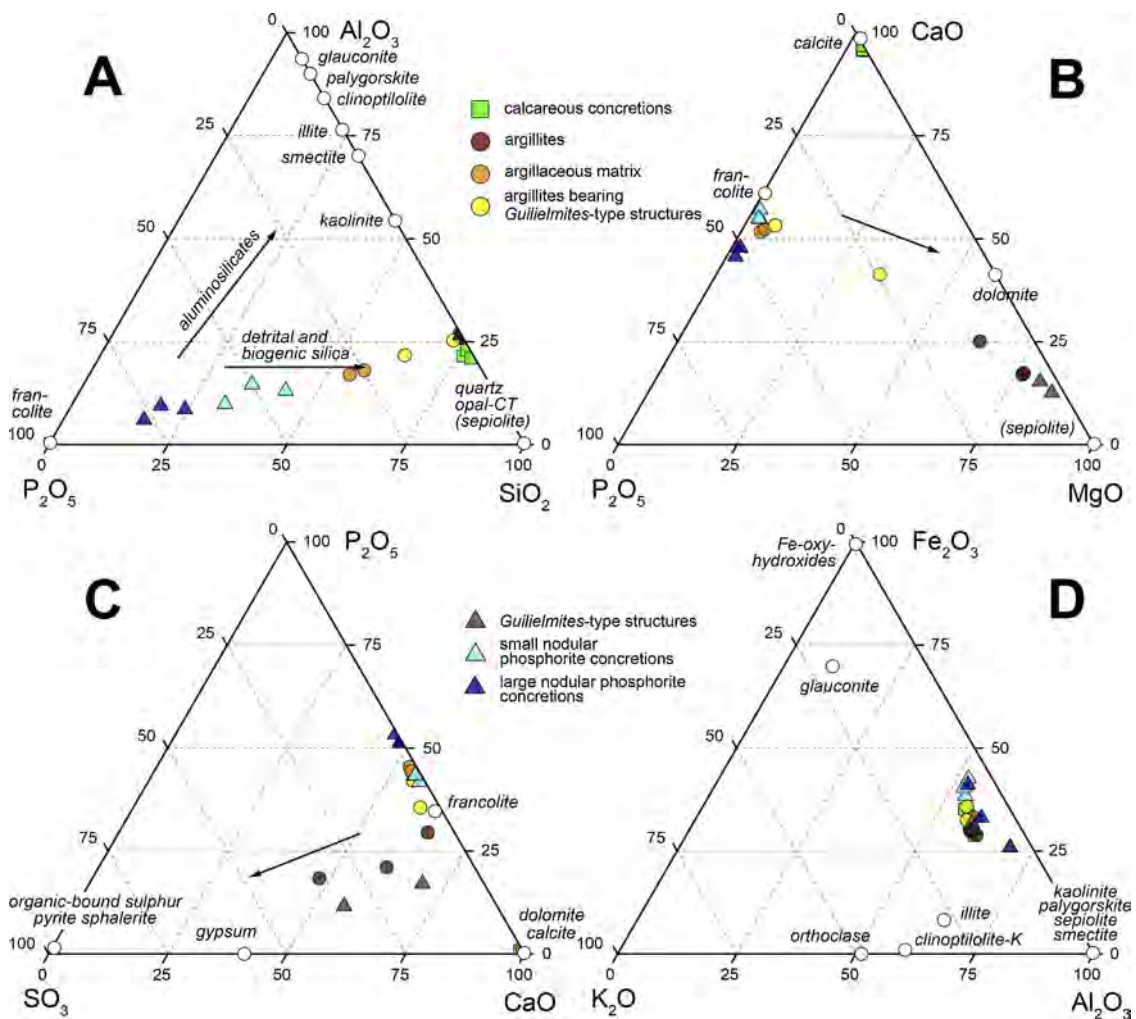 A
0
100
Al₂O₃
glauconite
palygorskite
clinoptilolite
illite
smectite
kaolinite
25
75
50
50
75
25
aluminosilicates
detrital and
biogenic silica
quartz
opal-CT
(sepiolite)
fran-
colite
100
0
0
25
50
75
100
P₂O₅
SiO₂
calcareous concretions
argillites
argillaceous matrix
argillites bearing
Guilielmites-type structures
B
0
100
CaO
calcite
25
75
fran-
colite
50
50
dolomite
75
25
(sepiolite)
100
0
0
25
50
75
100
P₂O₅
MgO
C
0
100
P₂O₅
25
75
50
50
francolite
75
25
organic-bound sulphur
pyrite sphalerite
gypsum
dolomite
calcite
100
0
0
25
50
75
100
SO₃
CaO
Guilielmites-type structures
small nodular
phosphorite concretions
large nodular phosphorite
concretions
D
0
100
Fe₂O₃
Fe-oxy-
hydroxides
25
75
glauconite
50
50
75
25
illite
orthoclase
clinoptilolite-K
kaolinite
palygorskite
sepiolite
smectite
100
0
0
25
50
75
100
K₂O
Al₂O₃